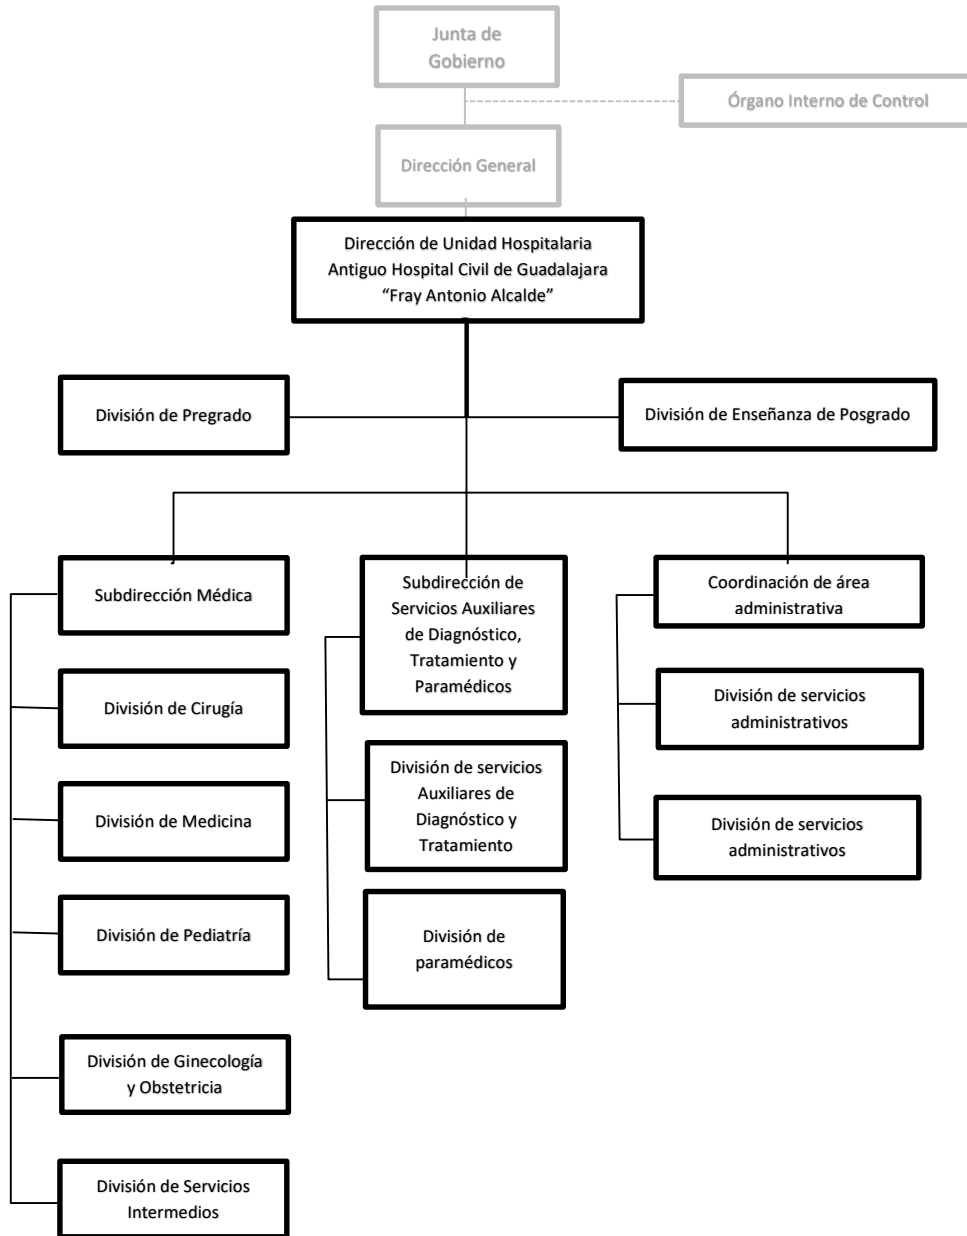 Junta de
Gobierno
Órgano Interno de Control
Dirección General
Dirección de Unidad Hospitalaria
Antiguo Hospital Civil de Guadalajara
“Fray Antonio Alcalde”
División de Pregrado
División de Enseñanza de Posgrado
Subdirección Médica
División de Cirugía
División de Medicina
División de Pediatría
División de Ginecología
y Obstetricia
División de Servicios
Intermedios
Subdirección de
Servicios Auxiliares
de Diagnóstico,
Tratamiento y
Paramédicos
División de servicios
Auxiliares de
Diagnóstico y
Tratamiento
División de
paramédicos
Coordinación de área
administrativa
División de servicios
administrativos
División de servicios
administrativos